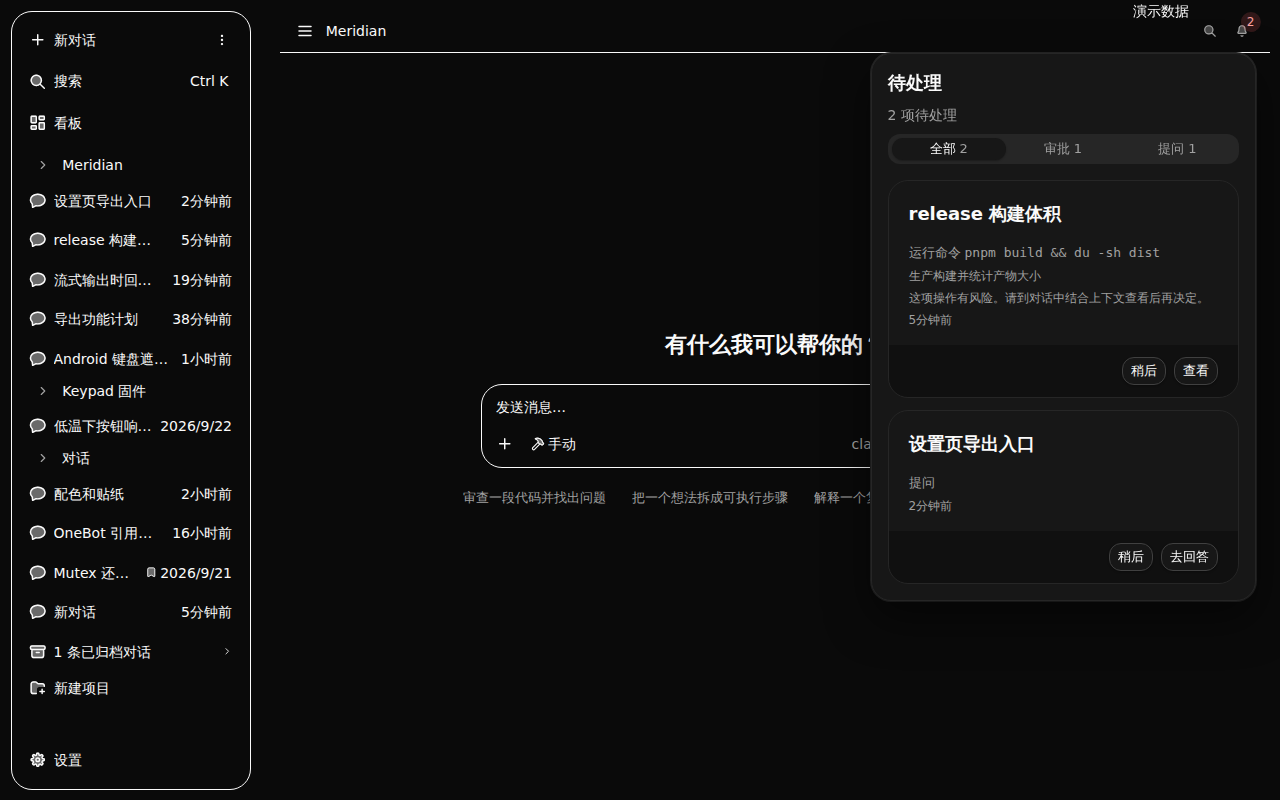 新对话
搜索 Ctrl K
看板
Meridian
设置页导出入口 2分钟前
release 构建… 5分钟前
流式输出时回… 19分钟前
导出功能计划 38分钟前
Android 键盘遮… 1小时前
Keypad 固件
低温下按钮响… 2026/9/22
对话
配色和贴纸 2小时前
OneBot 引用… 16小时前
Mutex 还… 2026/9/21
新对话 5分钟前
1 条已归档对话
新建项目
设置
Meridian
演示数据
2
有什么我可以帮你的
发送消息…
手动
cla
审查一段代码并找出问题 把一个想法拆成可执行步骤 解释一个
待处理
2 项待处理
全部 2 审批 1 提问 1
release 构建体积
运行命令 pnpm build && du -sh dist
生产构建并统计产物大小
这项操作有风险。请到对话中结合上下文查看后再决定。
5分钟前
稍后 查看
设置页导出入口
提问
2分钟前
稍后 去回答